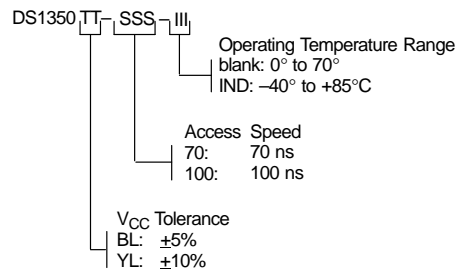 DS1350 TT – SSS – III
Operating Temperature Range
blank: 0° to 70°
IND: –40° to +85°C
Access Speed
70: 70 ns
100: 100 ns
VCC Tolerance
BL: ±5%
YL: ±10%